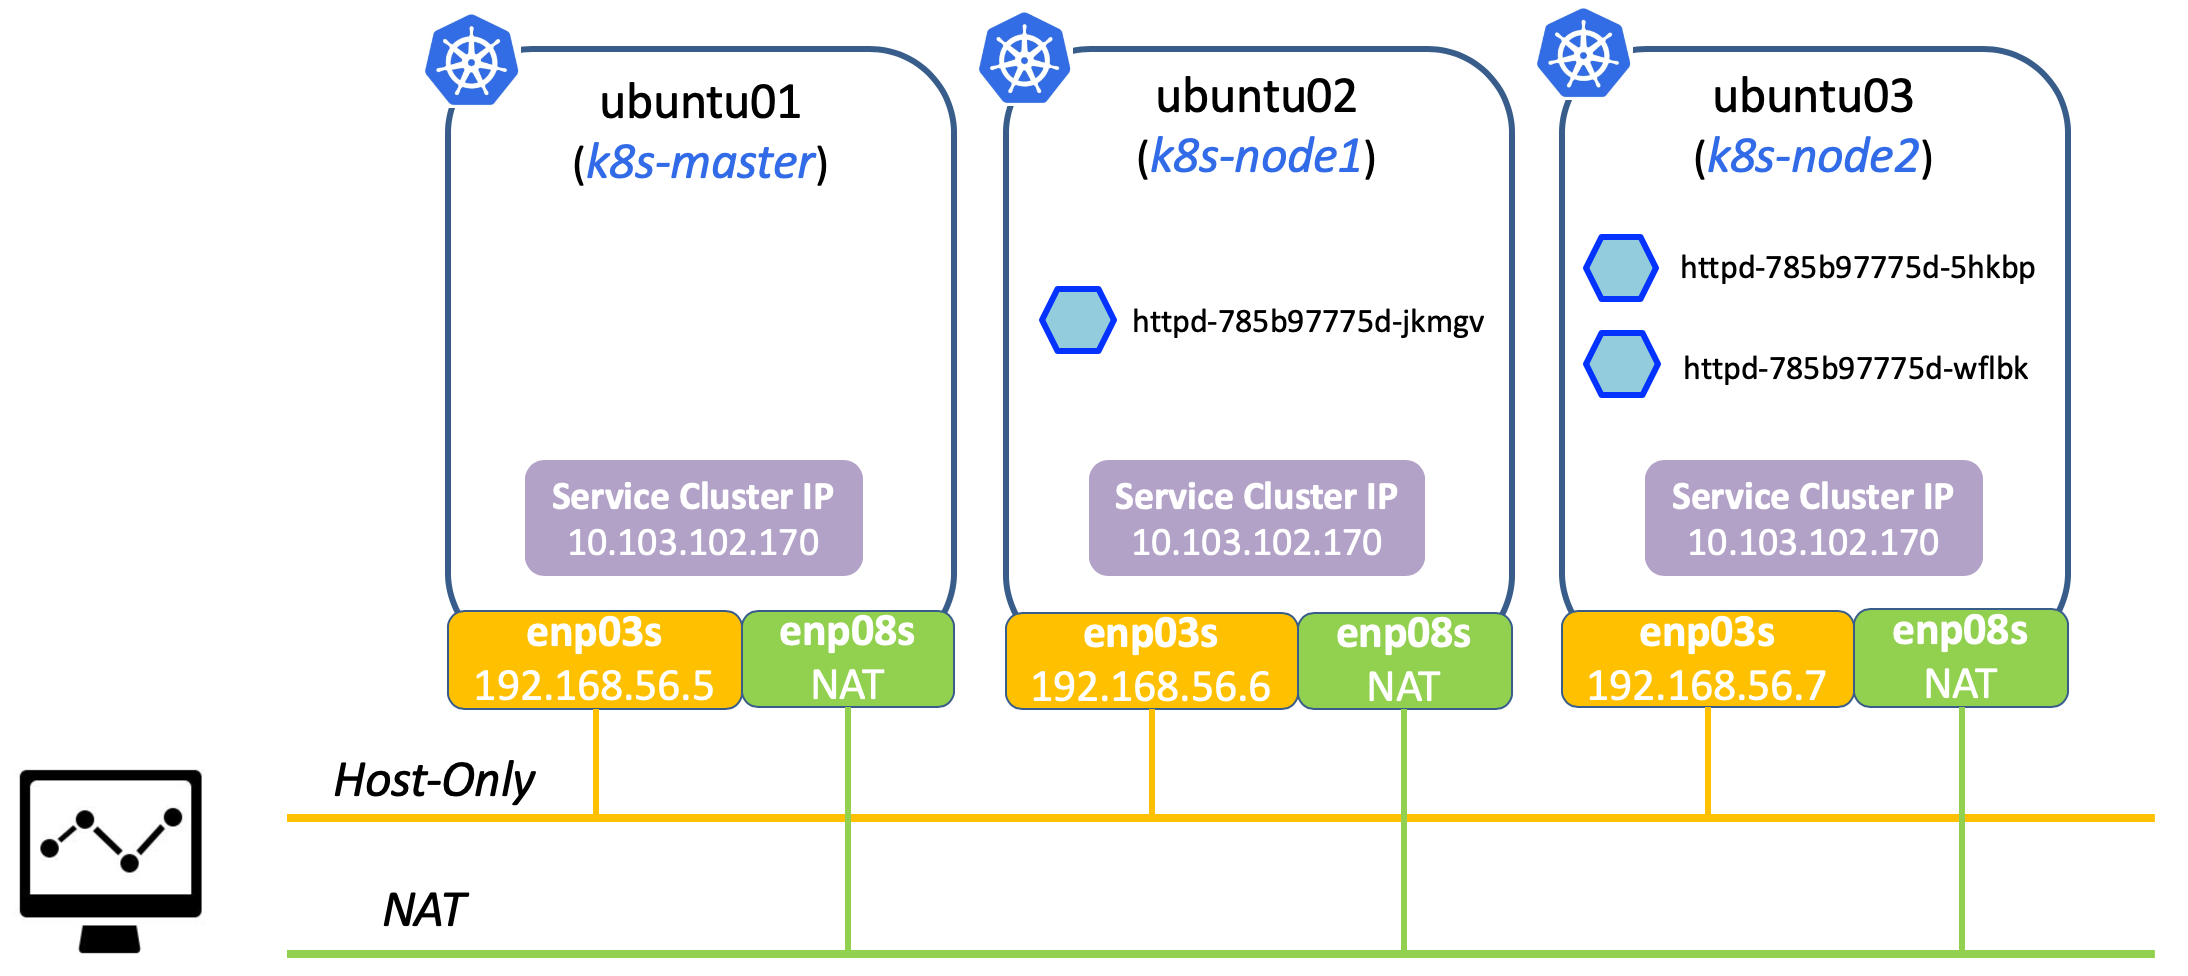 ubuntu01
(k8s-master)
Service Cluster IP
10.103.102.170
enp03s
192.168.56.5
enp08s
NAT
ubuntu02
(k8s-node1)
httpd-785b97775d-jkmgv
Service Cluster IP
10.103.102.170
enp03s
192.168.56.6
enp08s
NAT
ubuntu03
(k8s-node2)
httpd-785b97775d-5hkbp
httpd-785b97775d-wflbk
Service Cluster IP
10.103.102.170
enp03s
192.168.56.7
enp08s
NAT
Host-Only
NAT